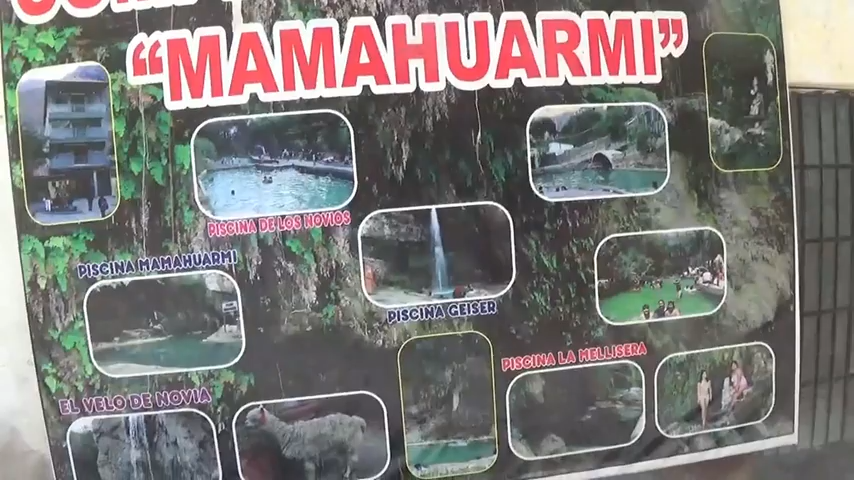 “MAMAHUARMI”
PISCINA DE LOS NOVIOS
PISCINA MAMAHUARMI
PISCINA GEISER
PISCINA LA MELLISERA
EL VELO DE NOVIA